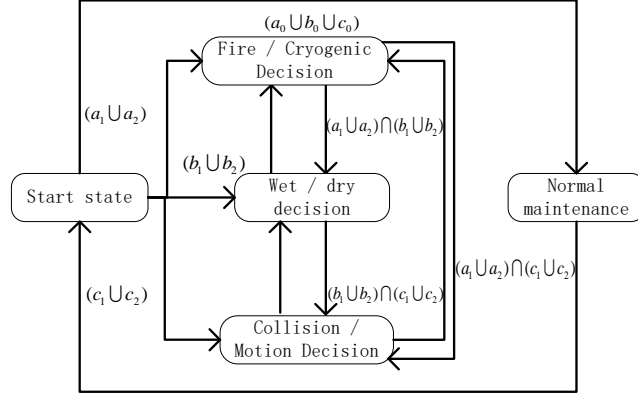 (a₀∪b₀∪c₀)
Fire / Cryogenic
Decision
(a₁∪a₂)
(a₁∪a₂)∩(b₁∪b₂)
(b₁∪b₂)
Start state
Wet / dry
decision
Normal
maintenance
(a₁∪a₂)∩(c₁∪c₂)
(c₁∪c₂)
(b₁∪b₂)∩(c₁∪c₂)
Collision /
Motion Decision